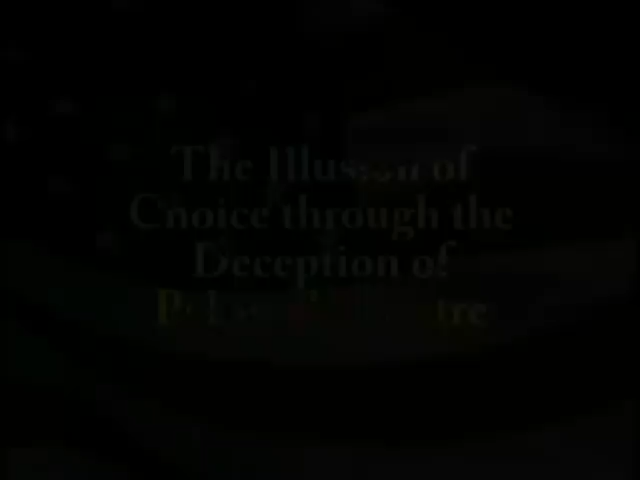 The Illusion of
Choice through the
Deception of